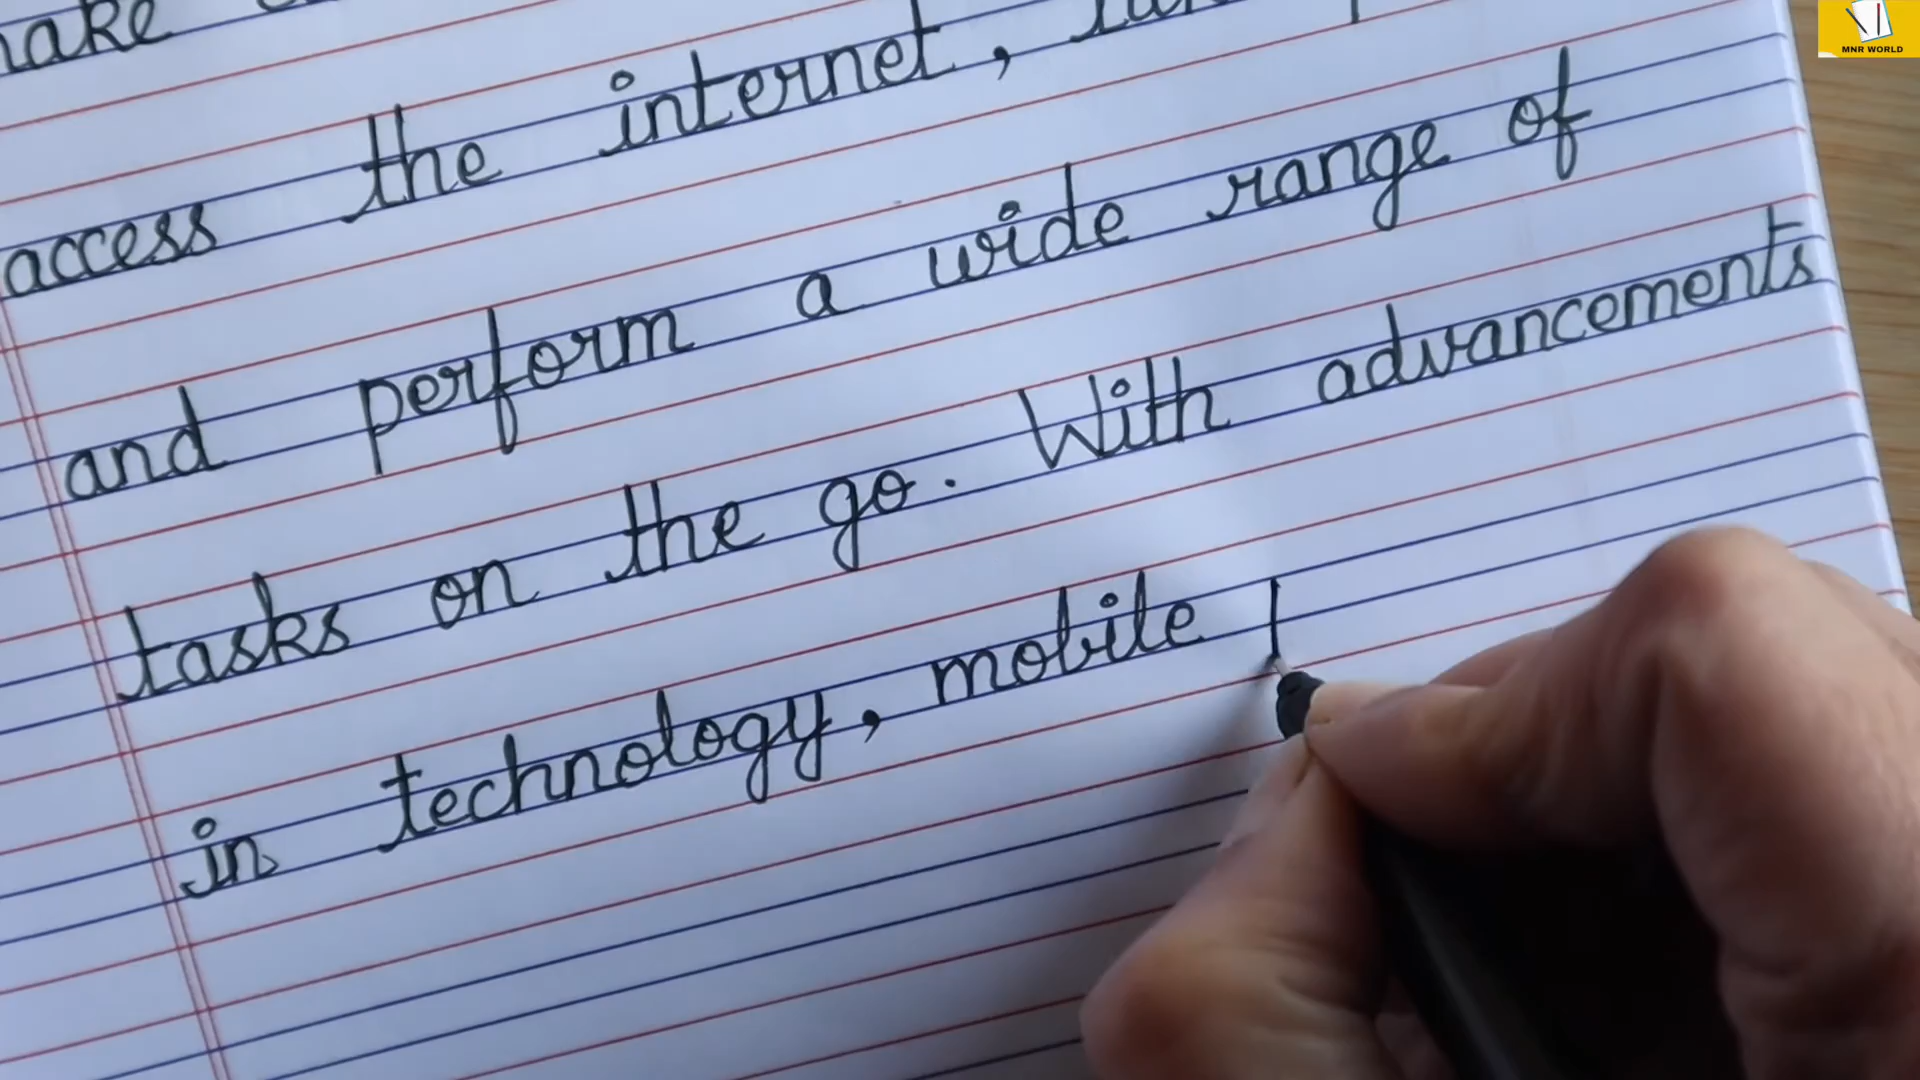 access the internet,
and perform a wide range of
tasks on the go. With advancements
in technology, mobile
MNR WORLD